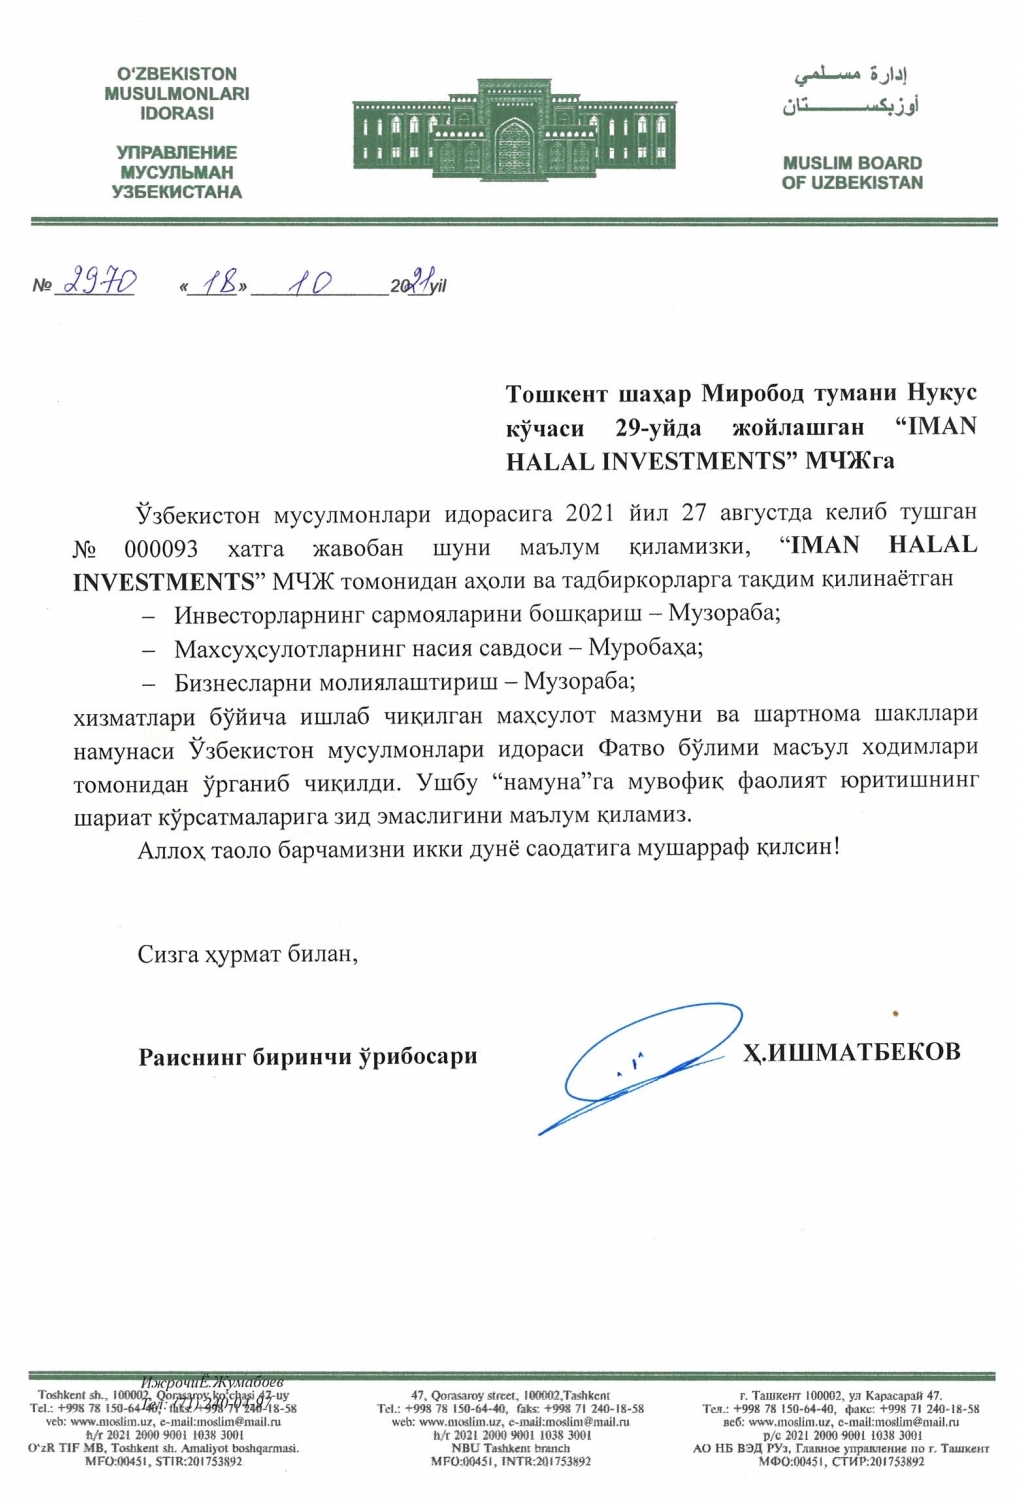 O‘ZBEKISTON
MUSULMONLARI
IDORASI
УПРАВЛЕНИЕ
МУСУЛЬМАН
УЗБЕКИСТАНА
إدارة مسلمي
أوزبكستان
MUSLIM BOARD
OF UZBEKISTAN
№ 2970 «18» 10 2021 yil
Тошкент шаҳар Миробод тумани Нукус
кўчаси 29-уйда жойлашган “IMAN
HALAL INVESTMENTS” МЧЖга
Ўзбекистон мусулмонлари идорасига 2021 йил 27 августда келиб тушган
№ 000093 хатга жавобан шуни маълум қиламизки, “IMAN HALAL
INVESTMENTS” МЧЖ томонидан аҳоли ва тадбиркорларга тақдим қилинаётган
– Инвесторларнинг сармояларини бошқариш – Музораба;
– Махсуҳсулотларнинг насия савдоси – Муробаҳа;
– Бизнесларни молиялаштириш – Музораба;
хизматлари бўйича ишлаб чиқилган маҳсулот мазмуни ва шартнома шакллари
намунаси Ўзбекистон мусулмонлари идораси Фатво бўлими масъул ходимлари
томонидан ўрганиб чиқилди. Ушбу “намуна”га мувофиқ фаолият юритишнинг
шариат кўрсатмаларига зид эмаслигини маълум қиламиз.
Аллоҳ таоло барчамизни икки дунё саодатига мушарраф қилсин!
Сизга ҳурмат билан,
Раиснинг биринчи ўрибосари Ҳ.ИШМАТБЕКОВ
ИжрочиЁ.Жумабоев
Тел: (71) 240-04-97
Toshkent sh., 100002, Qorasaroy ko‘chasi 47-uy
Tel.: +998 78 150-64-40, faks: +998 71 240-18-58
veb: www.moslim.uz, e-mail:moslim@mail.ru
h/r 2021 2000 9001 1038 3001
O‘zR TIF MB, Toshkent sh. Amaliyot boshqarmasi.
MFO:00451, STIR:201753892
47, Qorasaroy street, 100002,Tashkent
Tel.: +998 78 150-64-40, faks: +998 71 240-18-58
web: www.moslim.uz, e-mail:moslim@mail.ru
h/r 2021 2000 9001 1038 3001
NBU Tashkent branch
MFO:00451, INTR:201753892
г. Ташкент 100002, ул Карасарай 47.
Тел.: +998 78 150-64-40, факс: +998 71 240-18-58
веб: www.moslim.uz, e-mail:moslim@mail.ru
р/с 2021 2000 9001 1038 3001
АО НБ ВЭД РУз, Главное управление по г. Ташкент
МФО:00451, СТИР:201753892